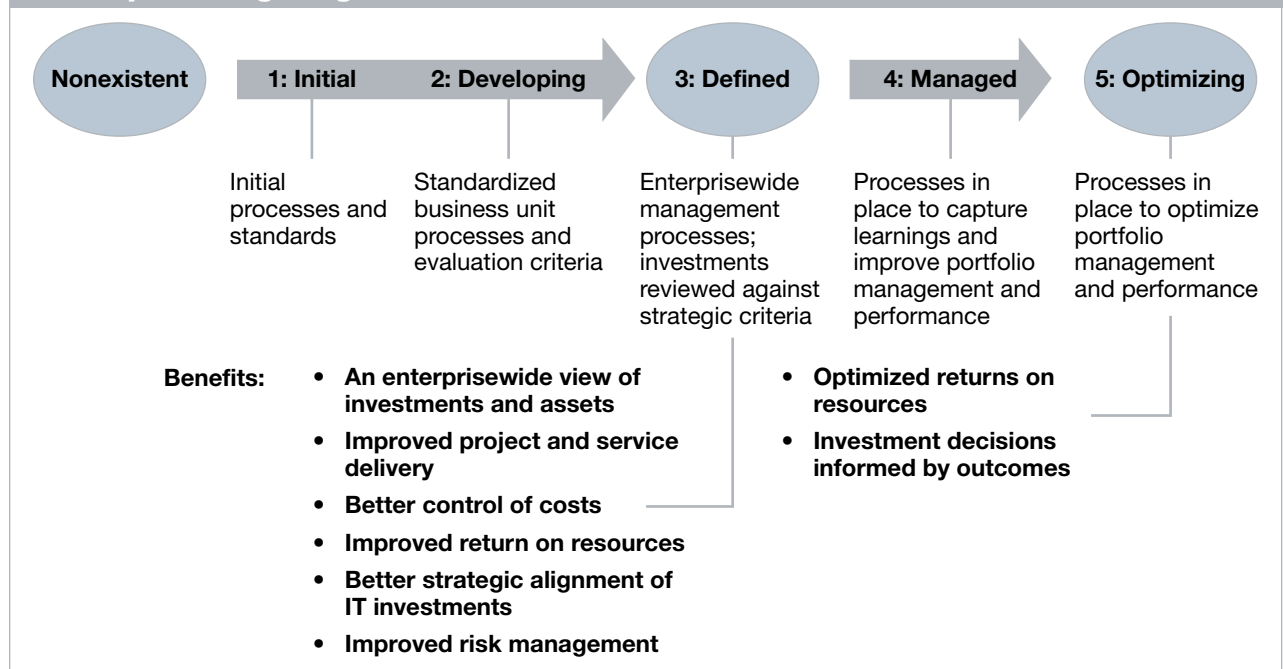 Nonexistent
1: Initial
2: Developing
3: Defined
4: Managed
5: Optimizing
Initial
processes and
standards
Standardized
business unit
processes and
evaluation criteria
Enterprisewide
management
processes;
investments
reviewed against
strategic criteria
Processes in
place to capture
learnings and
improve portfolio
management and
performance
Processes in
place to optimize
portfolio
management
and performance
Benefits:
• An enterprisewide view of
investments and assets
• Improved project and service
delivery
• Better control of costs
• Improved return on resources
• Better strategic alignment of
IT investments
• Improved risk management
• Optimized returns on
resources
• Investment decisions
informed by outcomes